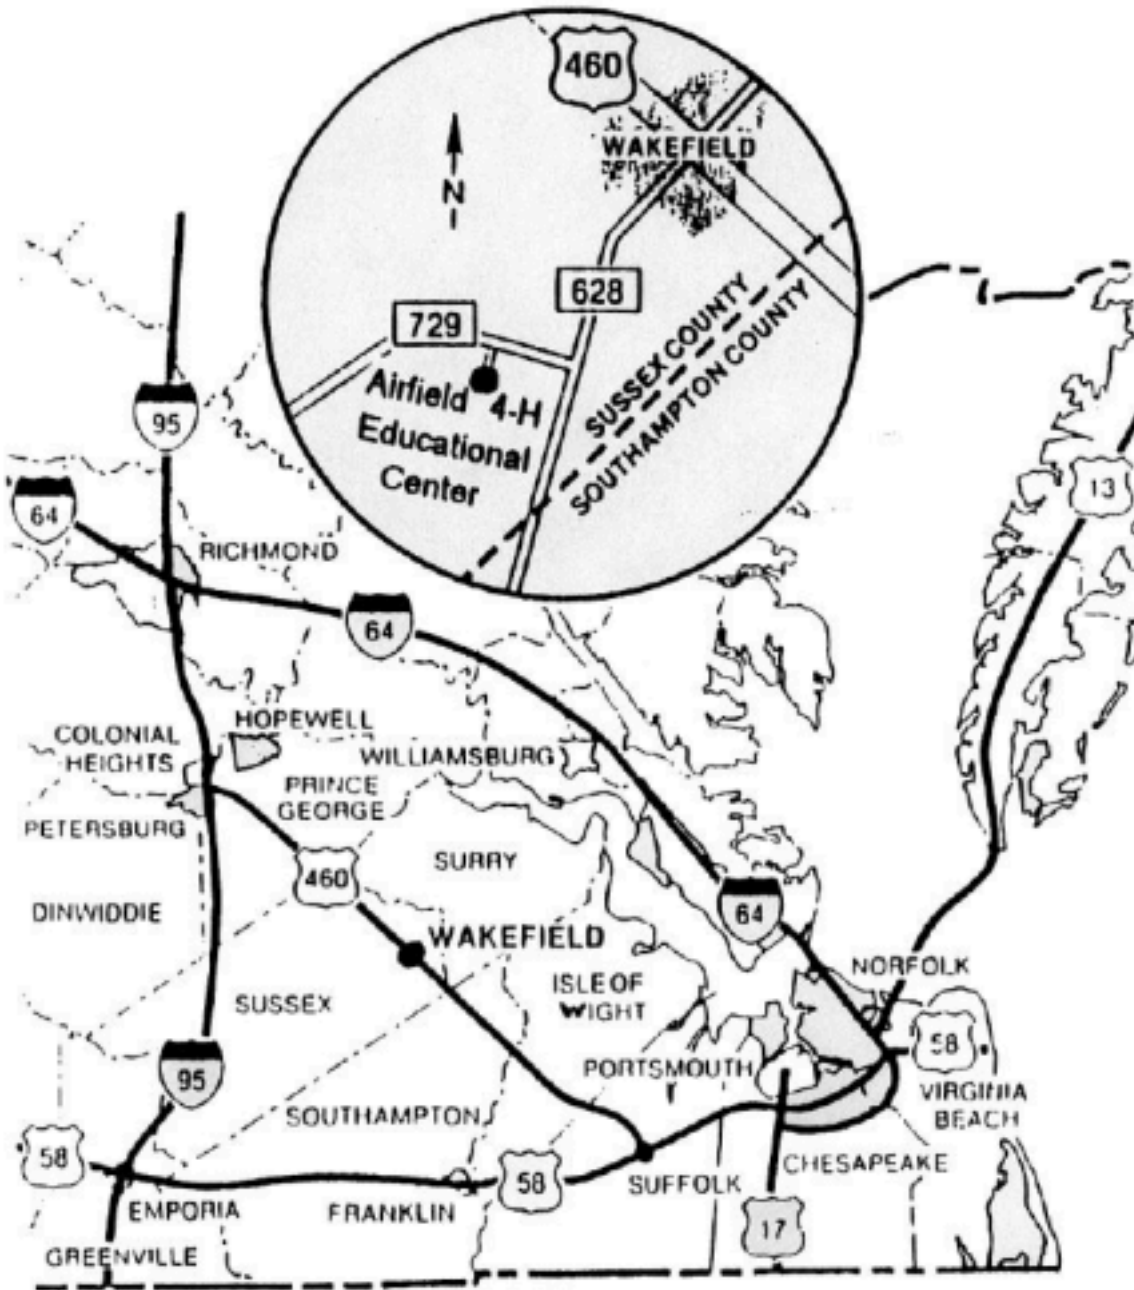 460
WAKEFIELD
N
628
729
SUSSEX COUNTY
SOUTHAMPTON COUNTY
Airfield 4-H
Educational
Center
95
13
64
RICHMOND
64
HOPEWELL
COLONIAL
HEIGHTS
WILLIAMSBURG
PRINCE
GEORGE
PETERSBURG
SURRY
460
64
DINWIDDIE
WAKEFIELD
NORFOLK
ISLE OF
WIGHT
SUSSEX
58
PORTSMOUTH
95
VIRGINIA
BEACH
SOUTHAMPTON
58
CHESAPEAKE
58
SUFFOLK
EMPORIA
FRANKLIN
17
GREENVILLE